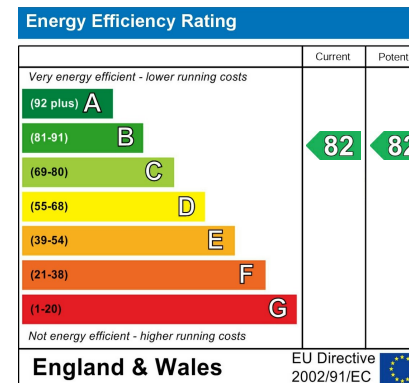 Energy Efficiency Rating
Current Potent
Very energy efficient - lower running costs
(92 plus) A
(81-91) B 82 82
(69-80) C
(55-68) D
(39-54) E
(21-38) F
(1-20) G
Not energy efficient - higher running costs
England & Wales
EU Directive
2002/91/EC